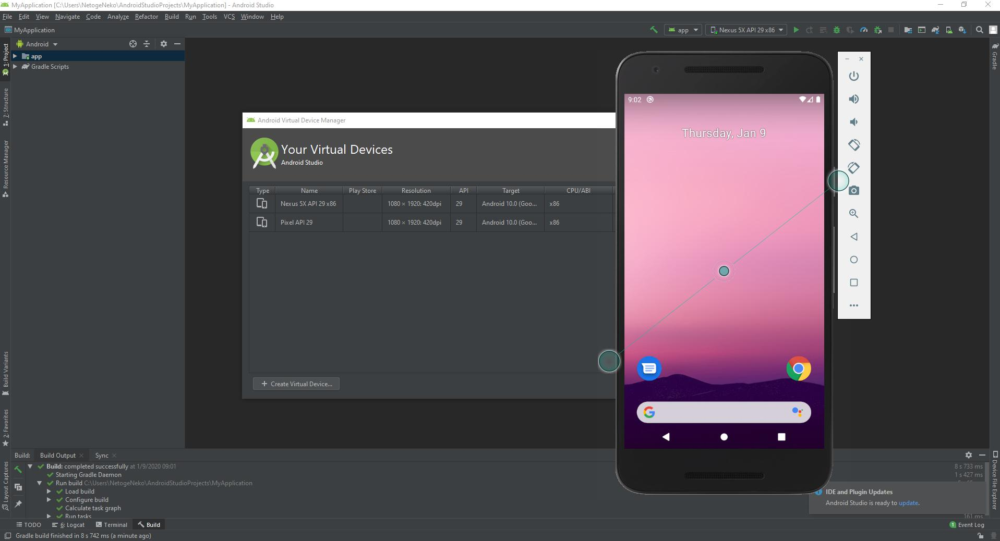 MyApplication [C:\Users\NetogeNeko\AndroidStudioProjects\MyApplication] - Android Studio
File Edit View Navigate Code Analyze Refactor Build Run Tools VCS Window Help
MyApplication
app
Nexus 5X API 29 x86
Android
app
Gradle Scripts
1: Project
7: Structure
Resource Manager
Build Variants
2: Favorites
Layout Captures
Gradle
Device File Explorer
Android Virtual Device Manager
Your Virtual Devices
Android Studio
Type Name Play Store Resolution API Target CPU/ABI
Nexus 5X API 29 x86 1080 × 1920: 420dpi 29 Android 10.0 (Goo... x86
Pixel API 29 1080 × 1920: 420dpi 29 Android 10.0 (Goo... x86
+ Create Virtual Device...
9:02
Thursday, Jan 9
Build: Build Output Sync
Build: completed successfully at 1/9/2020 09:01 8 s 733 ms
Starting Gradle Daemon 1 s 427 ms
Run build C:\Users\NetogeNeko\AndroidStudioProjects\MyApplication
Load build
Configure build
Calculate task graph
Run tasks
161 ms
IDE and Plugin Updates
Android Studio is ready to update.
TODO 6: Logcat Terminal Build
1 Event Log
Gradle build finished in 8 s 742 ms (a minute ago)